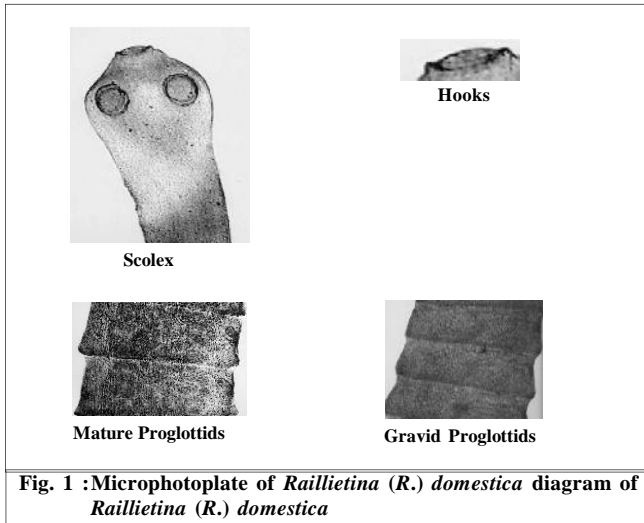 Scolex
Hooks
Mature Proglottids
Gravid Proglottids
Fig. 1 :Microphotoplate of Raillietina (R.) domestica diagram of
Raillietina (R.) domestica